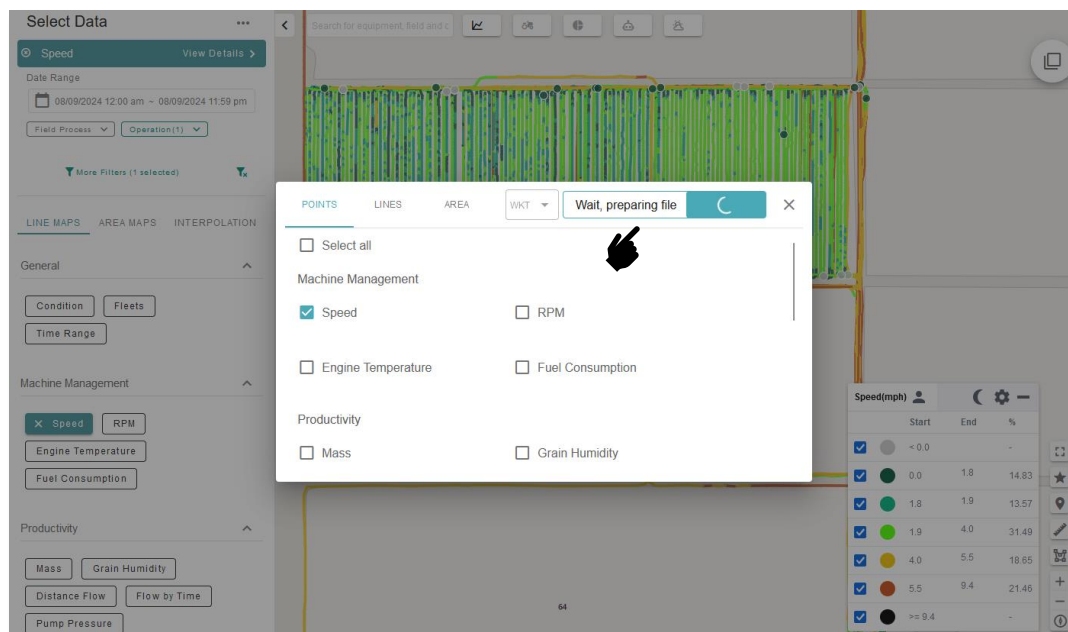 Select Data
Search for equipment, field and c
Speed
View Details
Date Range
08/09/2024 12:00 am ~ 08/09/2024 11:59 pm
Field Process
Operation(1)
More Filters (1 selected)
LINE MAPS
AREA MAPS
INTERPOLATION
General
Condition
Fleets
Time Range
Machine Management
Speed
RPM
Engine Temperature
Fuel Consumption
Productivity
Mass
Grain Humidity
Distance Flow
Flow by Time
Pump Pressure
POINTS
LINES
AREA
WKT
Wait, preparing file
Select all
Machine Management
Speed
RPM
Engine Temperature
Fuel Consumption
Productivity
Mass
Grain Humidity
Speed(mph)
Start End %
< 0.0 -
0.0 1.8 14.83
1.8 1.9 13.57
1.9 4.0 31.49
4.0 5.5 18.65
5.5 9.4 21.46
>= 9.4 -
64